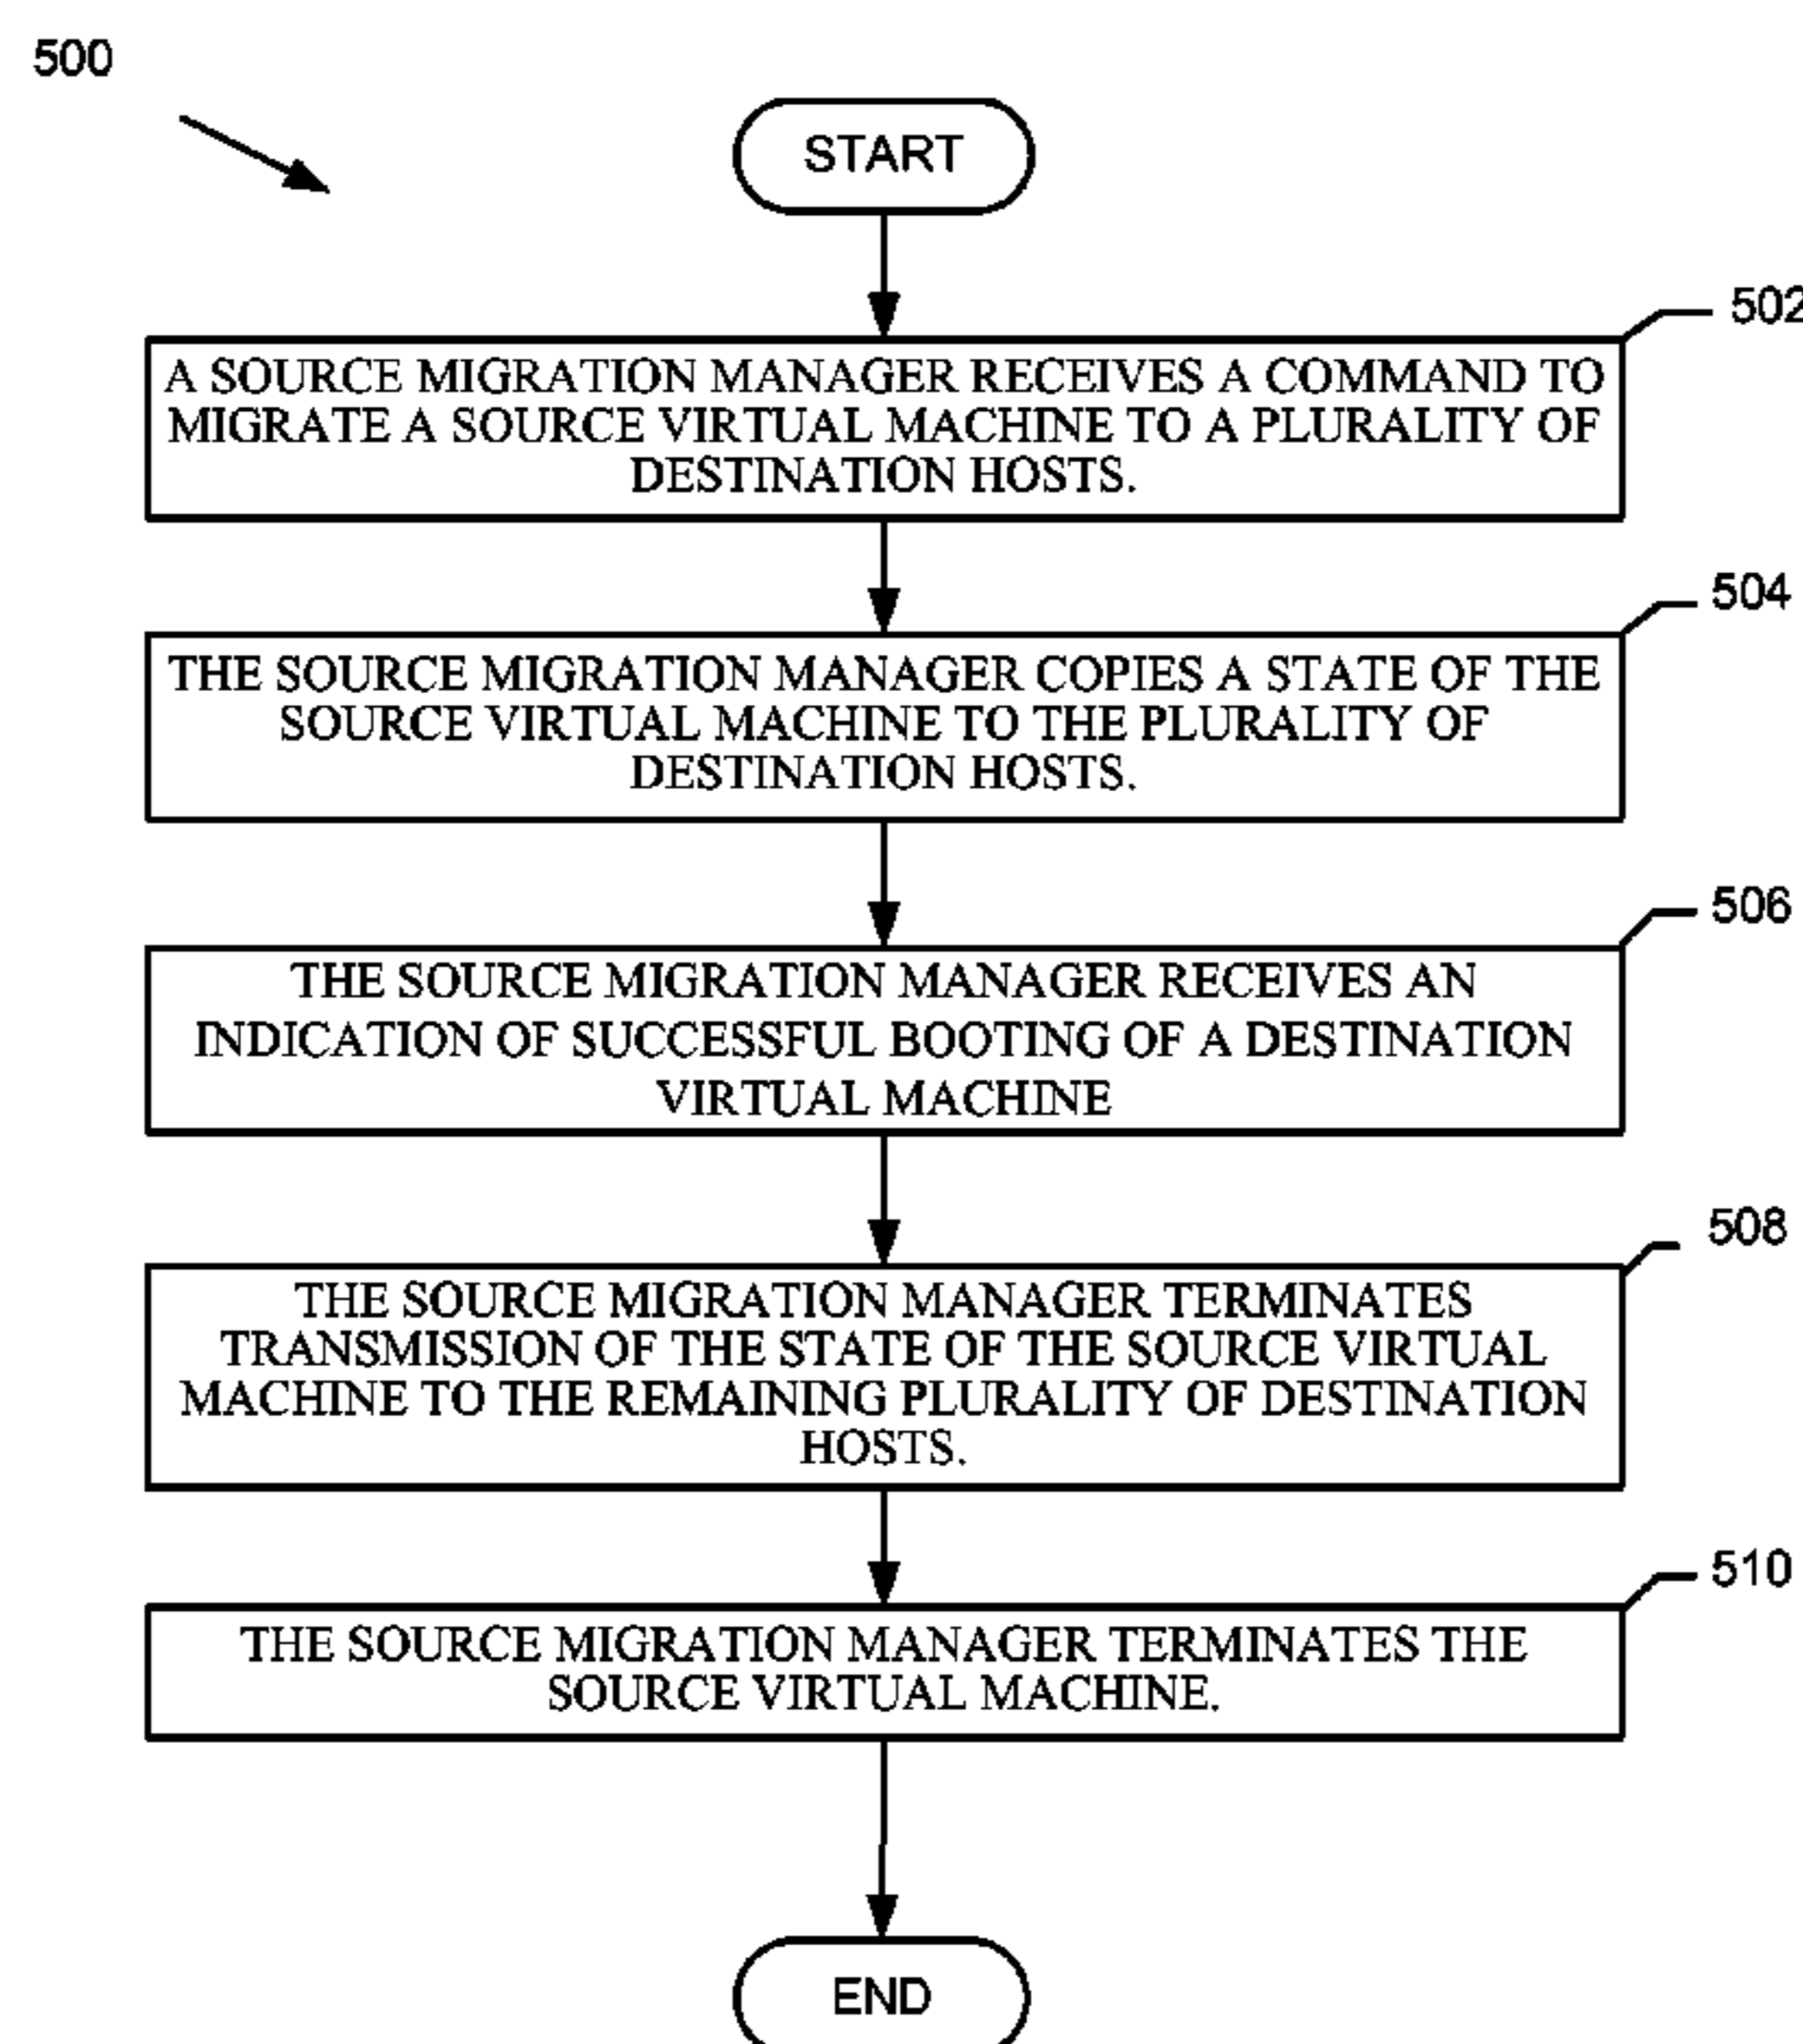 500
START
502
A SOURCE MIGRATION MANAGER RECEIVES A COMMAND TO
MIGRATE A SOURCE VIRTUAL MACHINE TO A PLURALITY OF
DESTINATION HOSTS.
504
THE SOURCE MIGRATION MANAGER COPIES A STATE OF THE
SOURCE VIRTUAL MACHINE TO THE PLURALITY OF
DESTINATION HOSTS.
506
THE SOURCE MIGRATION MANAGER RECEIVES AN
INDICATION OF SUCCESSFUL BOOTING OF A DESTINATION
VIRTUAL MACHINE
508
THE SOURCE MIGRATION MANAGER TERMINATES
TRANSMISSION OF THE STATE OF THE SOURCE VIRTUAL
MACHINE TO THE REMAINING PLURALITY OF DESTINATION
HOSTS.
510
THE SOURCE MIGRATION MANAGER TERMINATES THE
SOURCE VIRTUAL MACHINE.
END